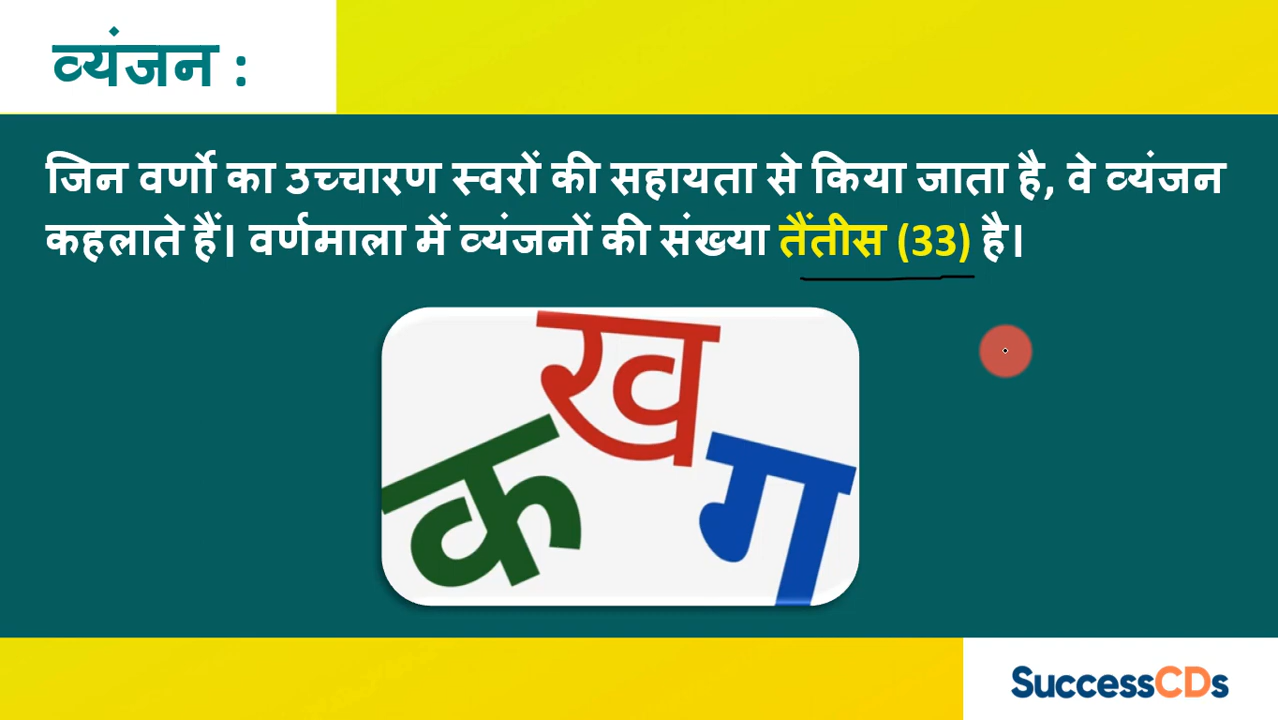 व्यंजन :
जिन वर्णो का उच्चारण स्वरों की सहायता से किया जाता है, वे व्यंजन
कहलाते हैं। वर्णमाला में व्यंजनों की संख्या तैंतीस (33) है।
ख
क ग
SuccessCDs